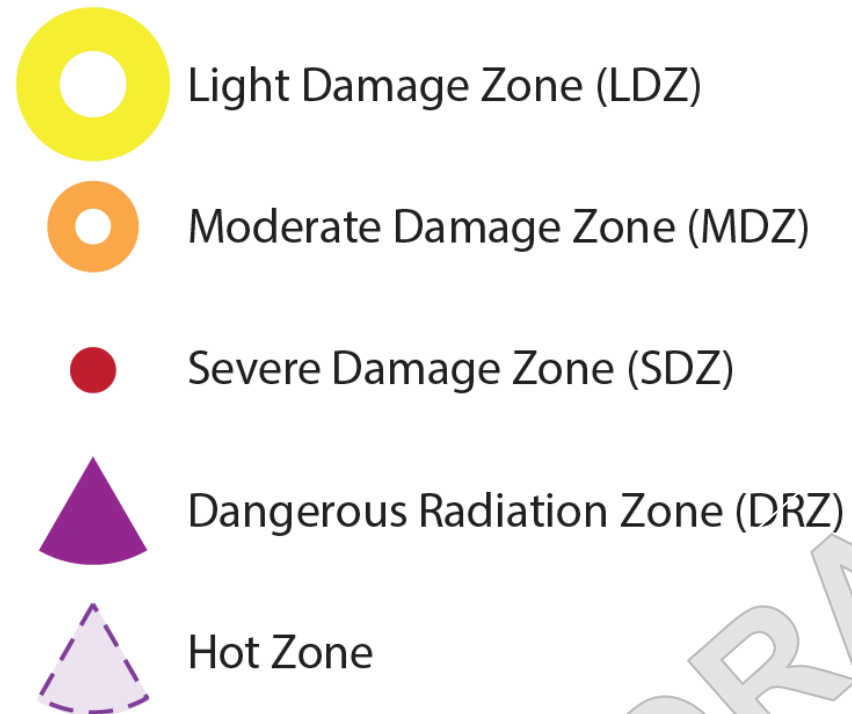 Light Damage Zone (LDZ)
Moderate Damage Zone (MDZ)
Severe Damage Zone (SDZ)
Dangerous Radiation Zone (DRZ)
Hot Zone